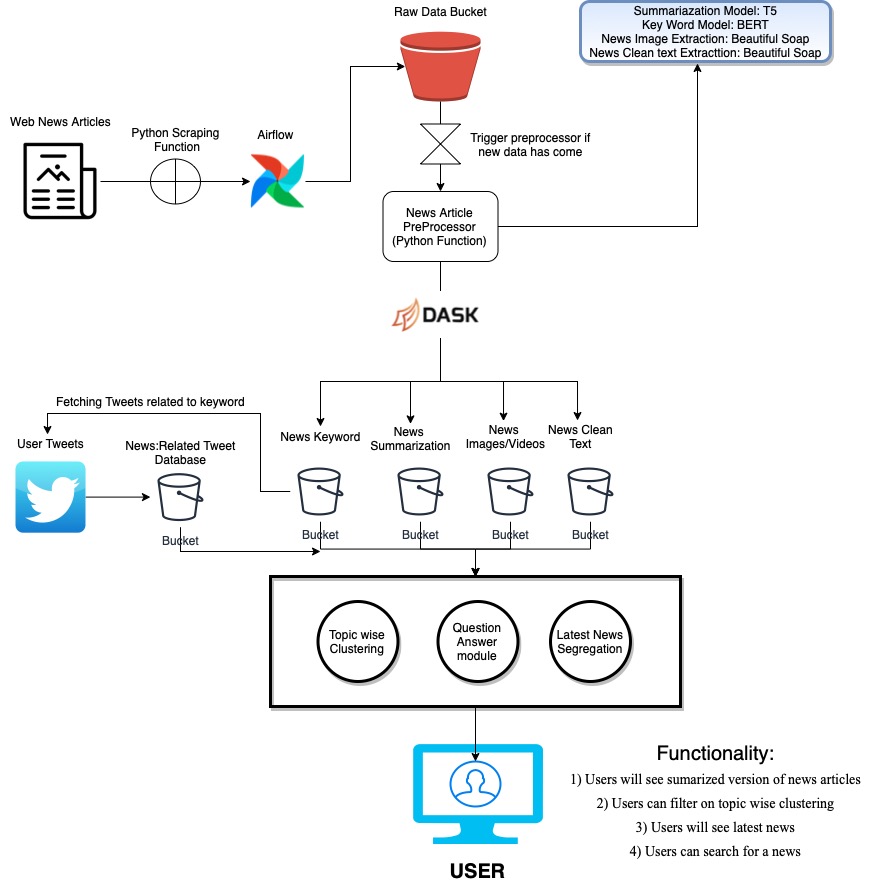 Raw Data Bucket
Summariazation Model: T5
Key Word Model: BERT
News Image Extraction: Beautiful Soap
News Clean text Extracttion: Beautiful Soap
Web News Articles
Python Scraping
Function
Airflow
Trigger preprocessor if
new data has come
News Article
PreProcessor
(Python Function)
DASK
Fetching Tweets related to keyword
User Tweets
News:Related Tweet
Database
News Keyword
News
Summarization
News
Images/Videos
News Clean
Text
Bucket
Bucket
Bucket
Bucket
Bucket
Topic wise
Clustering
Question
Answer
module
Latest News
Segregation
Functionality:
1) Users will see sumarized version of news articles
2) Users can filter on topic wise clustering
3) Users will see latest news
4) Users can search for a news
USER